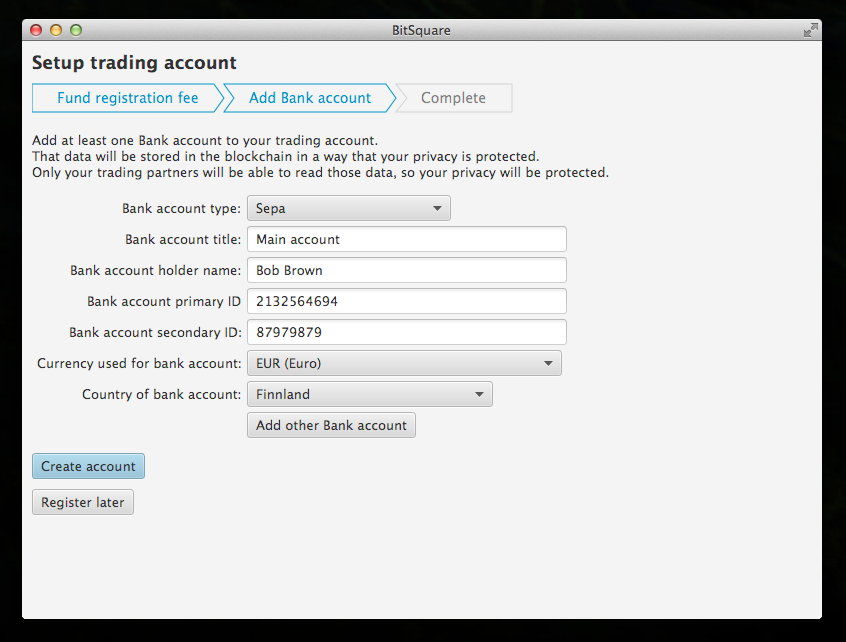 BitSquare
Setup trading account
Fund registration fee Add Bank account Complete
Add at least one Bank account to your trading account.
That data will be stored in the blockchain in a way that your privacy is protected.
Only your trading partners will be able to read those data, so your privacy will be protected.
Bank account type: Sepa
Bank account title: Main account
Bank account holder name: Bob Brown
Bank account primary ID 2132564694
Bank account secondary ID: 87979879
Currency used for bank account: EUR (Euro)
Country of bank account: Finnland
Add other Bank account
Create account
Register later